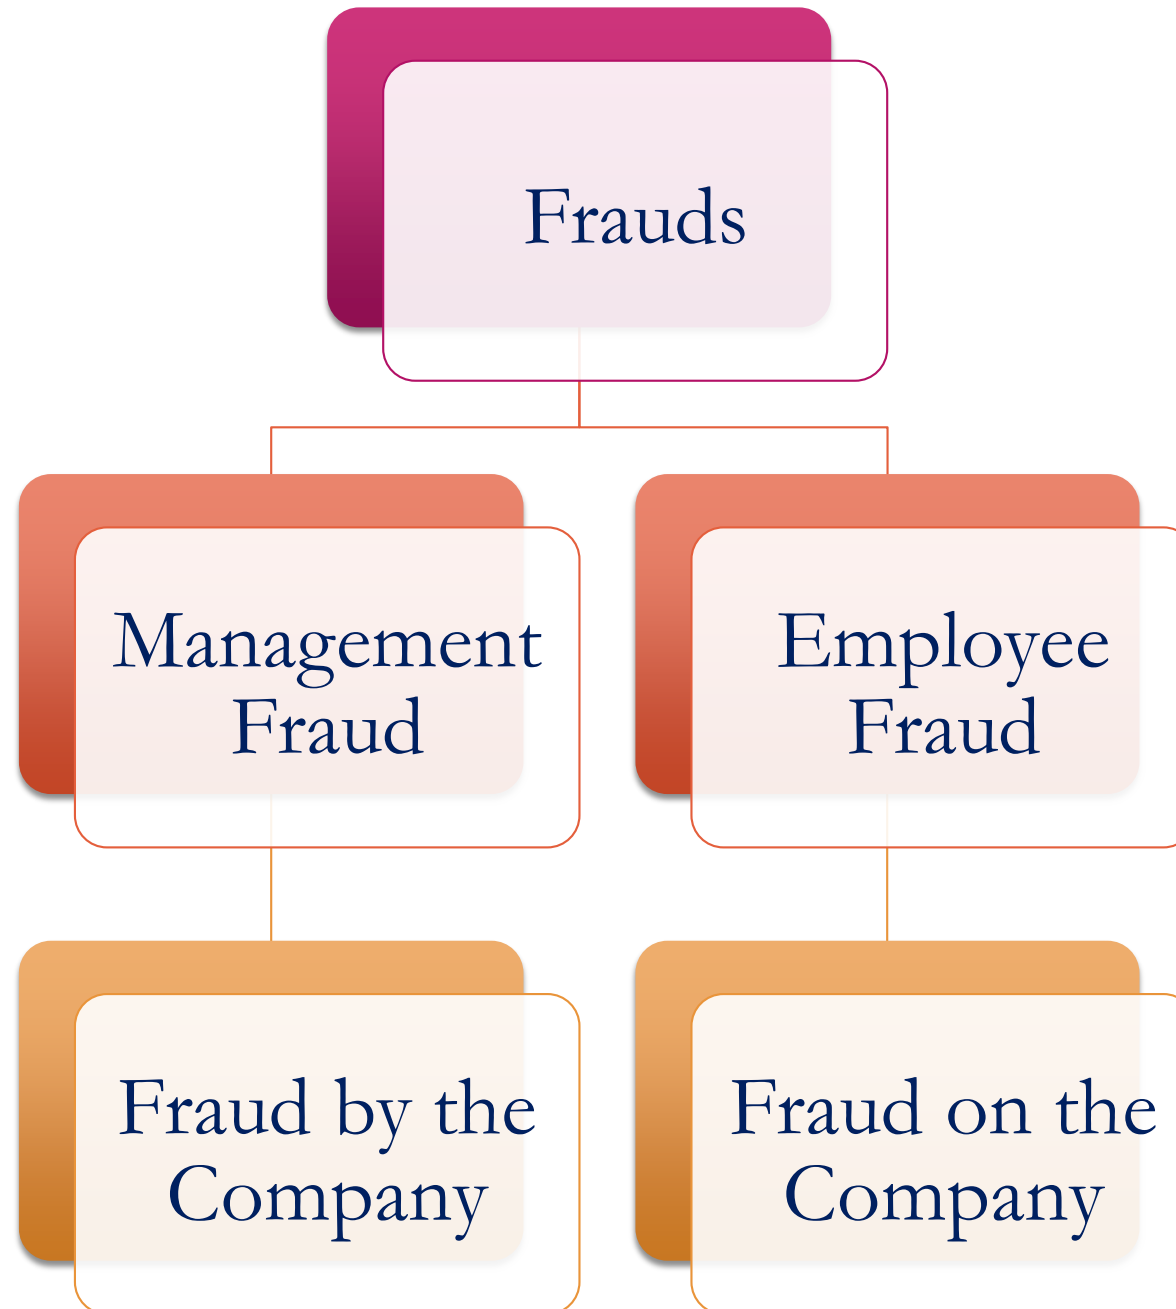 Frauds
Management
Fraud
Employee
Fraud
Fraud by the
Company
Fraud on the
Company